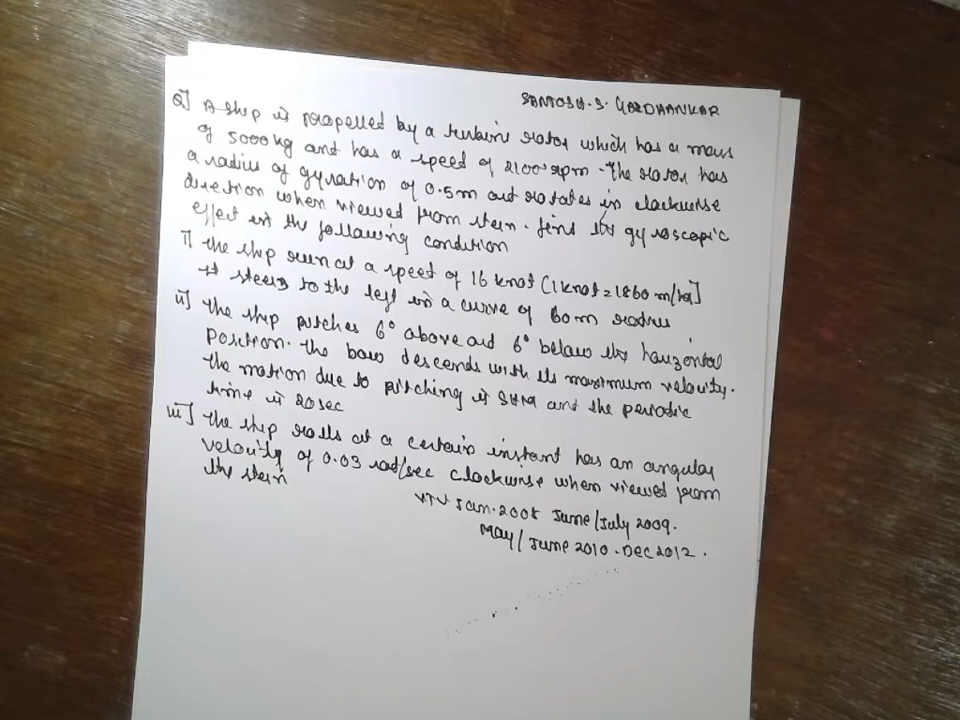 SANTOSH.S. GARDHANKAR
Q] A ship is propelled by a turbine rotor which has a mass
of 5000kg and has a speed of 2100 rpm. The rotor has
a radius of gyration of 0.5m and rotates in clockwise
direction when viewed from stern. find the gyroscopic
effect in the following condition
i] the ship run at a speed of 16 knot (1 knot = 1860 m/hr]
it steers to the left in a curve of 60m radius
ii] the ship pitches 6° above and 6° below the horizontal
position. the bow descends with its maximum velocity.
the motion due to pitching is SHM and the periodic
time is 20sec
iii] the ship rolls at a certain instant has an angular
velocity of 0.03 rad/sec clockwise when viewed from
the stern
VTU Jan. June/July 2009.
May/June 2010. Dec 2012.